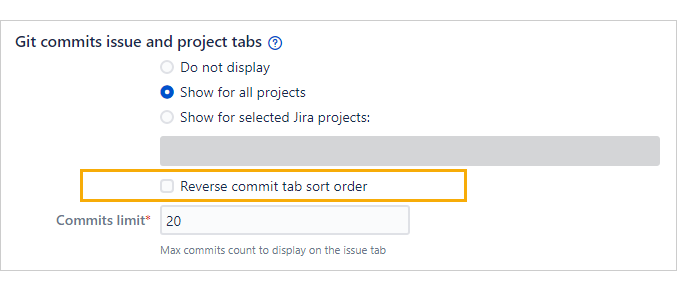 Git commits issue and project tabs ?
Do not display
Show for all projects
Show for selected Jira projects:
Reverse commit tab sort order
Commits limit* 20
Max commits count to display on the issue tab